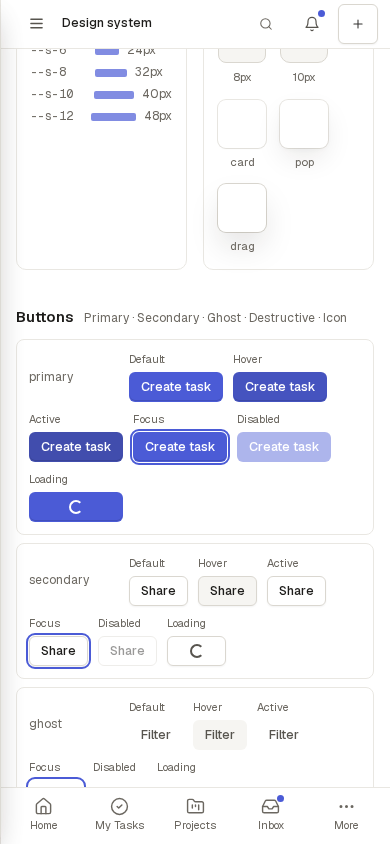 Design system
--s-6 24px
--s-8 32px
--s-10 40px
--s-12 48px
8px 10px
card pop
drag
Buttons Primary · Secondary · Ghost · Destructive · Icon
primary
Default Hover
Create task Create task
Active Focus Disabled
Create task Create task Create task
Loading
secondary
Default Hover Active
Share Share Share
Focus Disabled Loading
Share Share
ghost
Default Hover Active
Filter Filter Filter
Focus Disabled Loading
Home My Tasks Projects Inbox More